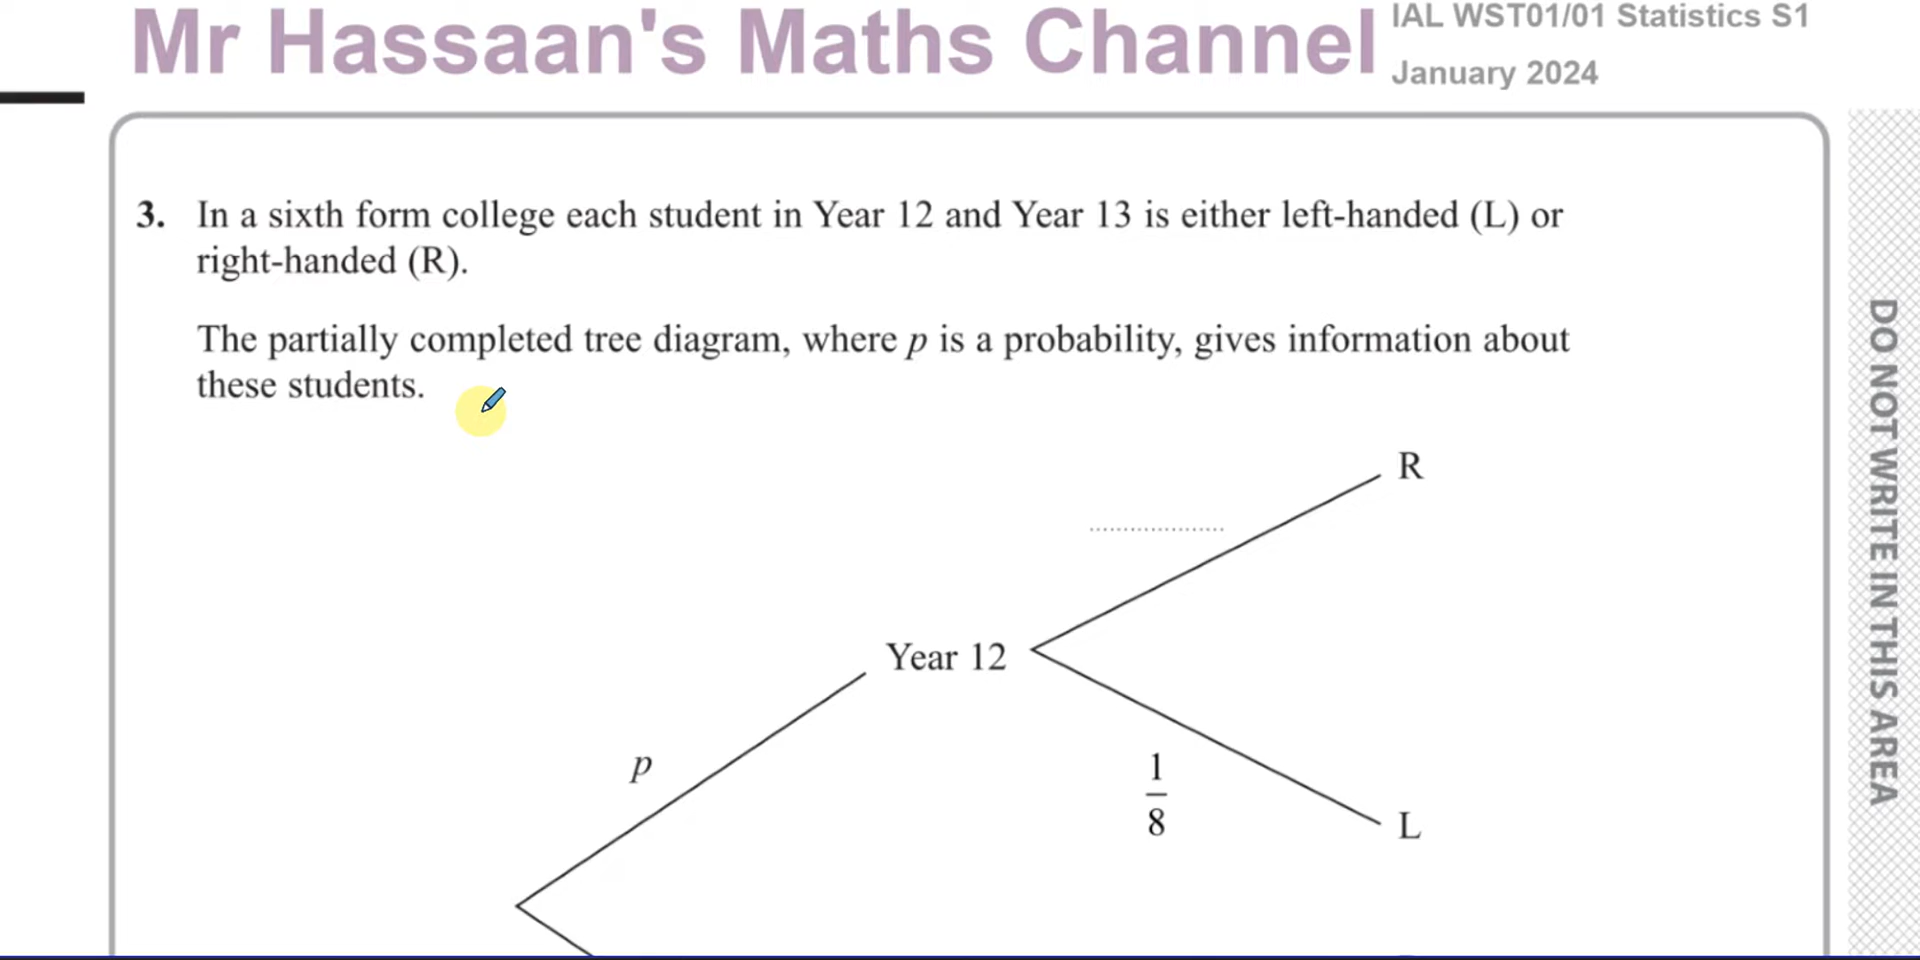 Mr Hassaan's Maths Channel
IAL WST01/01 Statistics S1
January 2024
3. In a sixth form college each student in Year 12 and Year 13 is either left-handed (L) or
right-handed (R).
The partially completed tree diagram, where p is a probability, gives information about
these students.
R
....................
Year 12
p
1
8
L
DO NOT WRITE IN THIS AREA